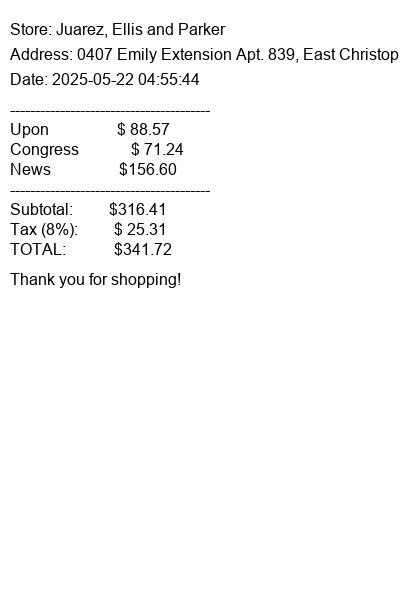 Store: Juarez, Ellis and Parker
Address: 0407 Emily Extension Apt. 839, East Christop
Date: 2025-05-22 04:55:44
----------------------------------------
Upon $ 88.57
Congress $ 71.24
News $156.60
----------------------------------------
Subtotal: $316.41
Tax (8%): $ 25.31
TOTAL: $341.72
Thank you for shopping!